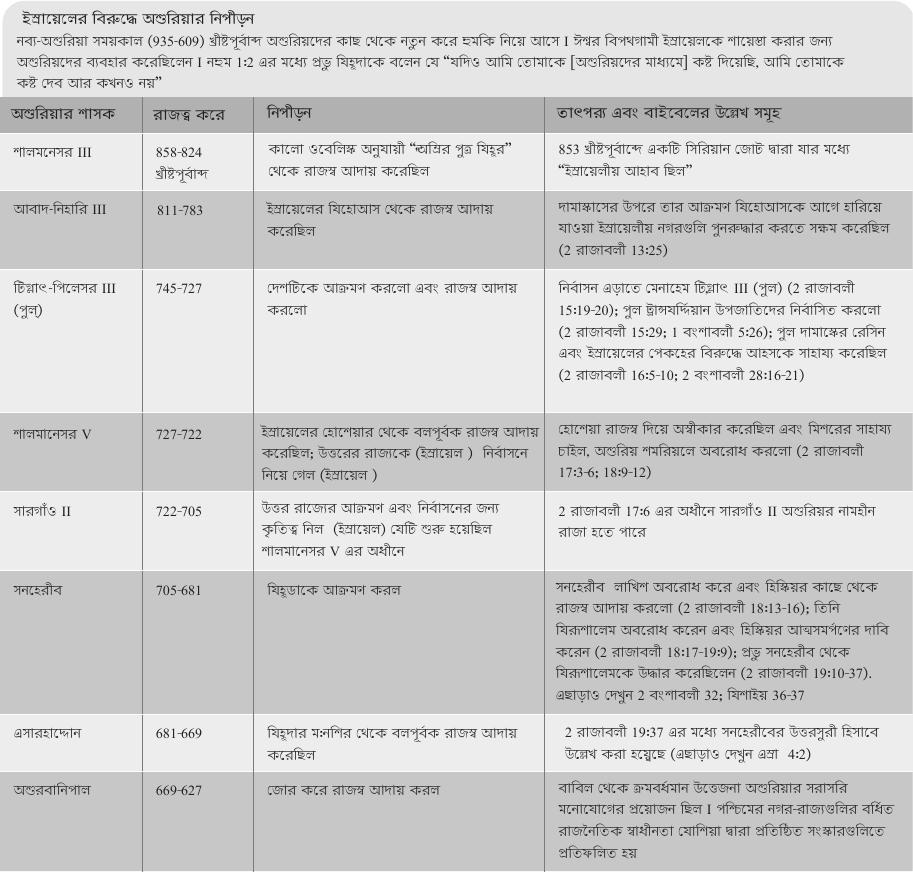 ইস্রায়েলের বিরুদ্ধে অশুরিয়ার নিপীড়ন
নব্য-অশুরিয়া সময়কাল (935-609) খ্রীষ্টপূর্বাব্দ অশুরিয়দের কাছ থেকে নতুন করে হুমকি নিয়ে আসে I ঈশ্বর বিপথগামী ইস্রায়েলকে শায়েস্তা করার জন্য
অশুরিয়দের ব্যবহার করেছিলেন I নহূম 1:2 এর মধ্যে প্রভু যিহূদাকে বলেন যে “যদিও আমি তোমাকে [অশুরিয়দের মাধ্যমে] কষ্ট দিয়েছি, আমি তোমাকে
কষ্ট দেব আর কখনও নয়”
অশুরিয়ার শাসক রাজত্ব করে নিপীড়ন তাৎপর্য এবং বাইবেলের উল্লেখ সমূহ
শালমনেসর III 858-824 কালো ওবেলিস্ক অনুযায়ী “অম্রির পুত্র যিহূর” 853 খ্রীষ্টপূর্বাব্দে একটি সিরিয়ান জোট দ্বারা যার মধ্যে
খ্রীষ্টপূর্বাব্দ থেকে রাজস্ব আদায় করেছিল “ইস্রায়েলীয় আহাব ছিল”
আবাদ-নিহারি III 811-783 ইস্রায়েলের যিহোআস থেকে রাজস্ব আদায় দামাস্কাসের উপরে তার আক্রমণ যিহোআসকে আগে হারিয়ে
করেছিল যাওয়া ইস্রায়েলীয় নগরগুলি পুনরুদ্ধার করতে সক্ষম করেছিল
(2 রাজাবলী 13:25)
টিগ্লাৎ-পিলেসর III 745-727 দেশটিকে আক্রমণ করলো এবং রাজস্ব আদায় নির্বাসন এড়াতে মেনাহেম টিগ্লাৎ III (পুল) (2 রাজাবলী
(পুল) করলো 15:19-20); পুল ট্রান্সযর্দ্দিয়ান উপজাতিদের নির্বাসিত করলো
(2 রাজাবলী 15:29; 1 বংশাবলী 5:26); পুল দামাস্কের রেসিন
এবং ইস্রায়েলের পেকহের বিরুদ্ধে আহসকে সাহায্য করেছিল
(2 রাজাবলী 16:5-10; 2 বংশাবলী 28:16-21)
শালমানেসর V 727-722 ইস্রায়েলের হোশেয়ার থেকে বলপূর্বক রাজস্ব আদায় হোশেয়া রাজস্ব দিয়ে অস্বীকার করেছিল এবং মিশরের সাহায্য
করেছিল; উত্তরের রাজ্যকে (ইস্রায়েল ) নির্বাসনে চাইল, অশুরিয় শমরিয়লে অবরোধ করলো (2 রাজাবলী
নিয়ে গেল (ইস্রায়েল ) 17:3-6; 18:9-12)
সারগাঁও II 722-705 উত্তর রাজ্যের আক্রমণ এবং নির্বাসনের জন্য 2 রাজাবলী 17:6 এর অধীনে সারগাঁও II অশুরিয়র নামহীন
কৃতিত্ব নিল (ইস্রায়েল) যেটি শুরু হয়েছিল রাজা হতে পারে
শালমানেসর V এর অধীনে
সনহেরীব 705-681 যিহূডাকে আক্রমণ করল সনহেরীব লাখিশ অবরোধ করে এবং হিস্কিয়র কাছে থেকে
রাজস্ব আদায় করলো (2 রাজাবলী 18:13-16); তিনি
যিরূশালেম অবরোধ করেন এবং হিস্কিয়র আত্মসমর্পণের দাবি
করেন (2 রাজাবলী 18:17-19:9); প্রভু সনহেরীব থেকে
যিরূশালেমকে উদ্ধার করেছিলেন (2 রাজাবলী 19:10-37).
এছাড়াও দেখুন 2 বংশাবলী 32; যিশাইয় 36-37
এসারহাদ্দোন 681-669 যিহূদার মঃনশির থেকে বলপূর্বক রাজস্ব আদায় 2 রাজাবলী 19:37 এর মধ্যে সনহেরীবের উত্তরসুরী হিসাবে
করেছিল উল্লেখ করা হয়েছে (এছাড়াও দেখুন এস্রা 4:2)
অশুরবানিপাল 669-627 জোর করে রাজস্ব আদায় করল বাবিল থেকে ক্রমবর্ধমান উত্তেজনা অশুরিয়ার সরাসরি
মনোযোগের প্রয়োজন ছিল I পশ্চিমের নগর-রাজ্যগুলির বর্ধিত
রাজনৈতিক স্বাধীনতা যোশিয়া দ্বারা প্রতিষ্ঠিত সংস্কারগুলিতে
প্রতিফলিত হয়